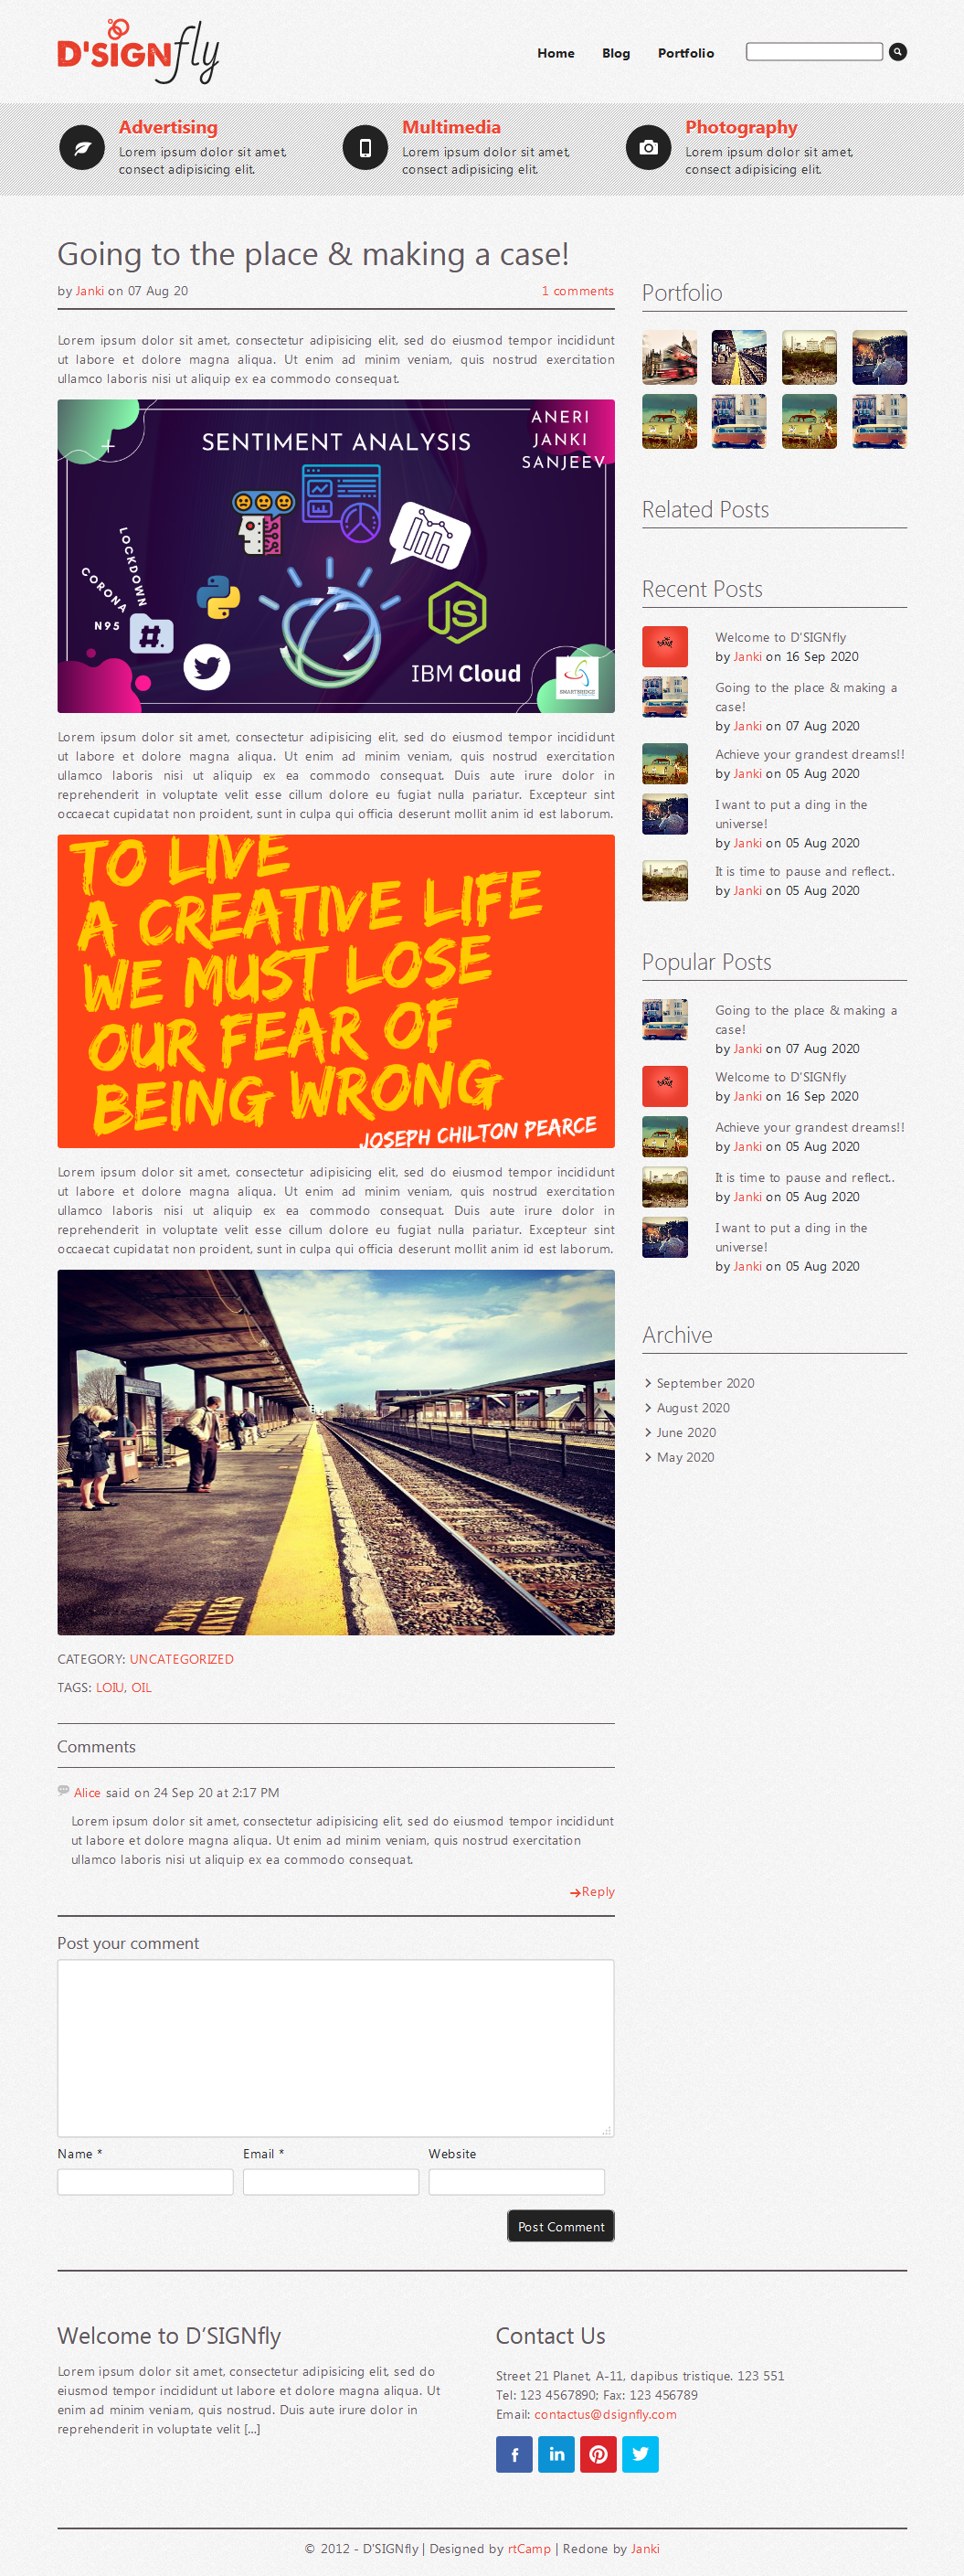 D'SIGNfly
Home Blog Portfolio
Advertising
Lorem ipsum dolor sit amet,
consect adipisicing elit.
Multimedia
Lorem ipsum dolor sit amet,
consect adipisicing elit.
Photography
Lorem ipsum dolor sit amet,
consect adipisicing elit.
Going to the place & making a case!
by Janki on 07 Aug 20
1 comments
Lorem ipsum dolor sit amet, consectetur adipisicing elit, sed do eiusmod tempor incididunt
ut labore et dolore magna aliqua. Ut enim ad minim veniam, quis nostrud exercitation
ullamco laboris nisi ut aliquip ex ea commodo consequat.
ANERI
JANKI
SANJEEV
SENTIMENT ANALYSIS
LOCKDOWN
CORONA
N95
#
JS
IBM Cloud
SMARTBRIDGE
Lorem ipsum dolor sit amet, consectetur adipisicing elit, sed do eiusmod tempor incididunt
ut labore et dolore magna aliqua. Ut enim ad minim veniam, quis nostrud exercitation
ullamco laboris nisi ut aliquip ex ea commodo consequat. Duis aute irure dolor in
reprehenderit in voluptate velit esse cillum dolore eu fugiat nulla pariatur. Excepteur sint
occaecat cupidatat non proident, sunt in culpa qui officia deserunt mollit anim id est laborum.
TO LIVE
A CREATIVE LIFE
WE MUST LOSE
OUR FEAR OF
BEING WRONG
JOSEPH CHILTON PEARCE
Lorem ipsum dolor sit amet, consectetur adipisicing elit, sed do eiusmod tempor incididunt
ut labore et dolore magna aliqua. Ut enim ad minim veniam, quis nostrud exercitation
ullamco laboris nisi ut aliquip ex ea commodo consequat. Duis aute irure dolor in
reprehenderit in voluptate velit esse cillum dolore eu fugiat nulla pariatur. Excepteur sint
occaecat cupidatat non proident, sunt in culpa qui officia deserunt mollit anim id est laborum.
CATEGORY: UNCATEGORIZED
TAGS: LOIU, OIL
Comments
Alice said on 24 Sep 20 at 2:17 PM
Lorem ipsum dolor sit amet, consectetur adipisicing elit, sed do eiusmod tempor incididunt
ut labore et dolore magna aliqua. Ut enim ad minim veniam, quis nostrud exercitation
ullamco laboris nisi ut aliquip ex ea commodo consequat.
Reply
Post your comment
Name * Email * Website
Post Comment
Portfolio
Related Posts
Recent Posts
Welcome to D'SIGNfly
by Janki on 16 Sep 2020
Going to the place & making a
case!
by Janki on 07 Aug 2020
Achieve your grandest dreams!!
by Janki on 05 Aug 2020
I want to put a ding in the
universe!
by Janki on 05 Aug 2020
It is time to pause and reflect..
by Janki on 05 Aug 2020
Popular Posts
Going to the place & making a
case!
by Janki on 07 Aug 2020
Welcome to D'SIGNfly
by Janki on 16 Sep 2020
Achieve your grandest dreams!!
by Janki on 05 Aug 2020
It is time to pause and reflect..
by Janki on 05 Aug 2020
I want to put a ding in the
universe!
by Janki on 05 Aug 2020
Archive
September 2020
August 2020
June 2020
May 2020
Welcome to D’SIGNfly
Lorem ipsum dolor sit amet, consectetur adipisicing elit, sed do
eiusmod tempor incididunt ut labore et dolore magna aliqua. Ut
enim ad minim veniam, quis nostrud. Duis aute irure dolor in
reprehenderit in voluptate velit [...]
Contact Us
Street 21 Planet, A-11, dapibus tristique. 123 551
Tel: 123 4567890; Fax: 123 456789
Email: contactus@dsignfly.com
© 2012 - D'SIGNfly | Designed by rtCamp | Redone by Janki